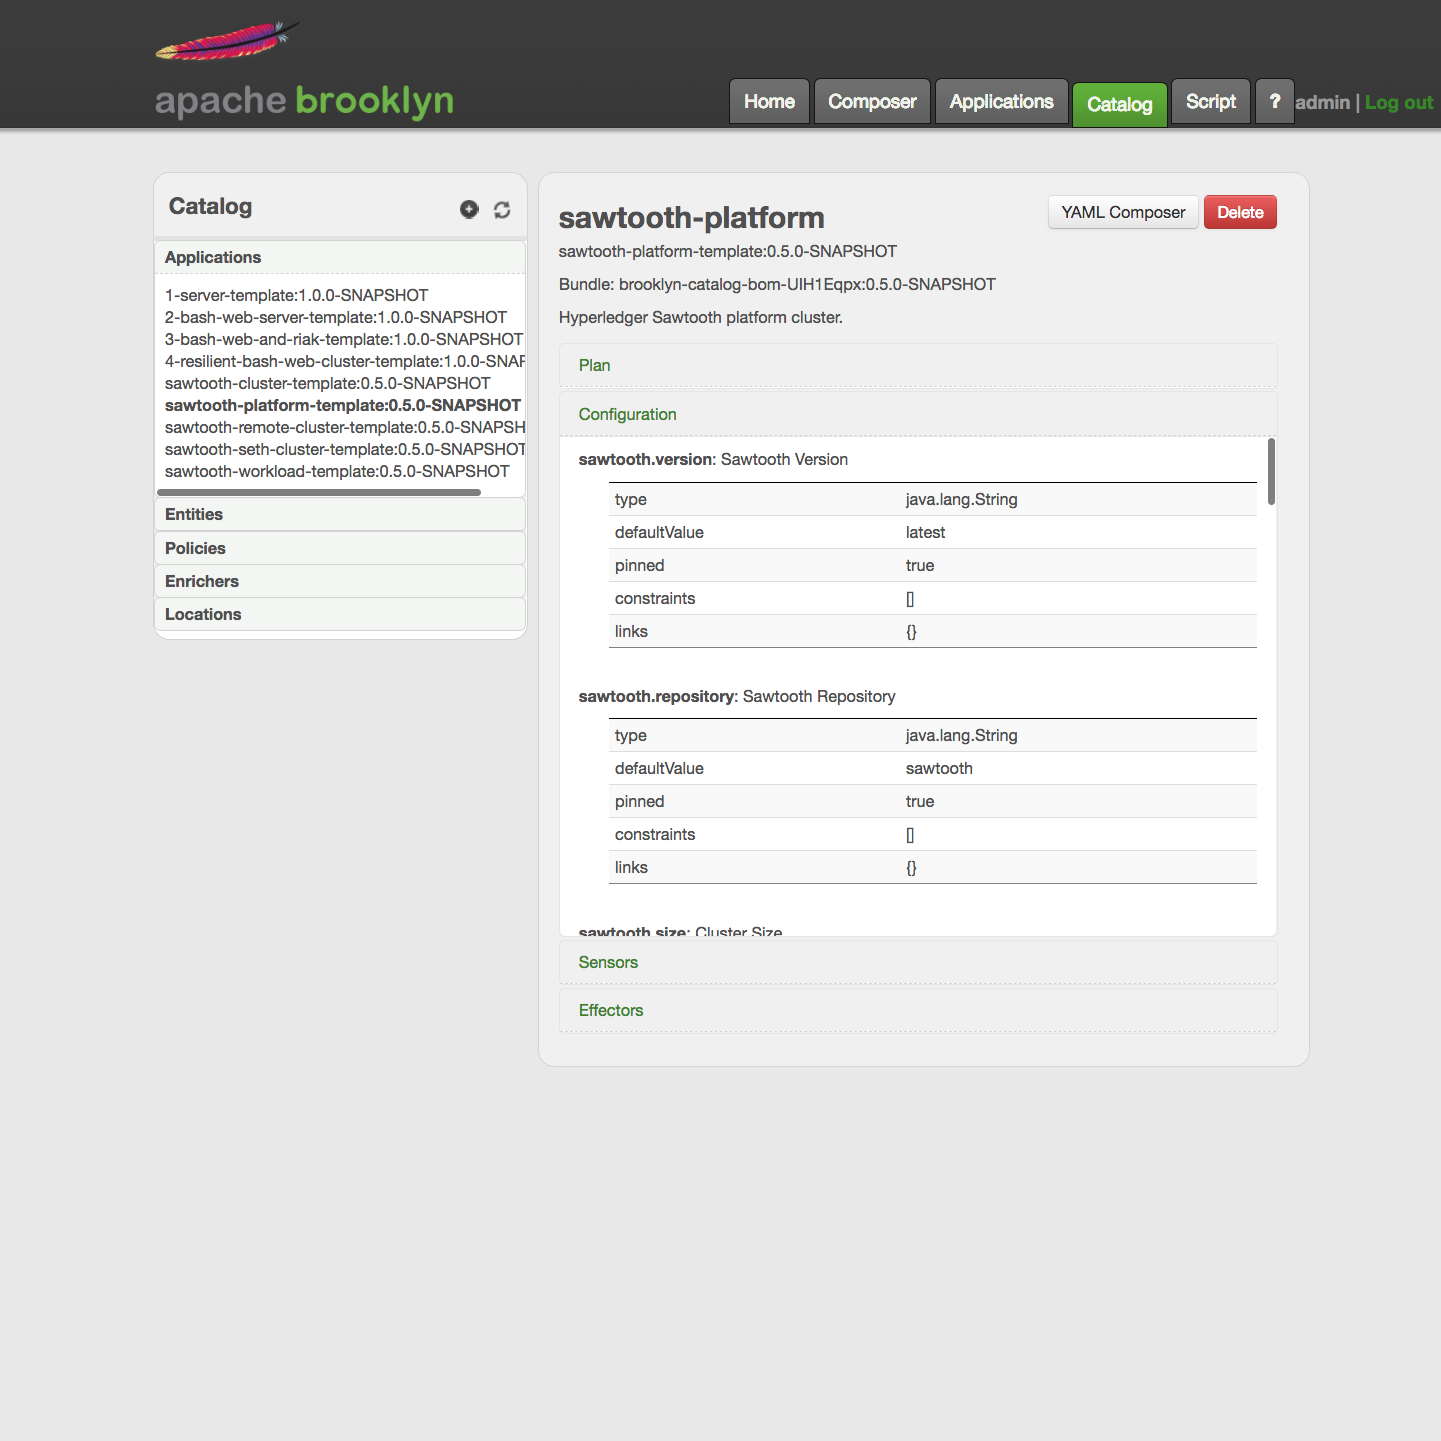 apache brooklyn
Home Composer Applications Catalog Script ? admin | Log out
Catalog
Applications
1-server-template:1.0.0-SNAPSHOT
2-bash-web-server-template:1.0.0-SNAPSHOT
3-bash-web-and-riak-template:1.0.0-SNAPSHOT
4-resilient-bash-web-cluster-template:1.0.0-SNAP
sawtooth-cluster-template:0.5.0-SNAPSHOT
sawtooth-platform-template:0.5.0-SNAPSHOT
sawtooth-remote-cluster-template:0.5.0-SNAPSH
sawtooth-seth-cluster-template:0.5.0-SNAPSHOT
sawtooth-workload-template:0.5.0-SNAPSHOT
Entities
Policies
Enrichers
Locations
sawtooth-platform
YAML Composer Delete
sawtooth-platform-template:0.5.0-SNAPSHOT
Bundle: brooklyn-catalog-bom-UIH1Eqpx:0.5.0-SNAPSHOT
Hyperledger Sawtooth platform cluster.
Plan
Configuration
sawtooth.version: Sawtooth Version
type java.lang.String
defaultValue latest
pinned true
constraints []
links {}
sawtooth.repository: Sawtooth Repository
type java.lang.String
defaultValue sawtooth
pinned true
constraints []
links {}
sawtooth.size: Cluster Size
Sensors
Effectors